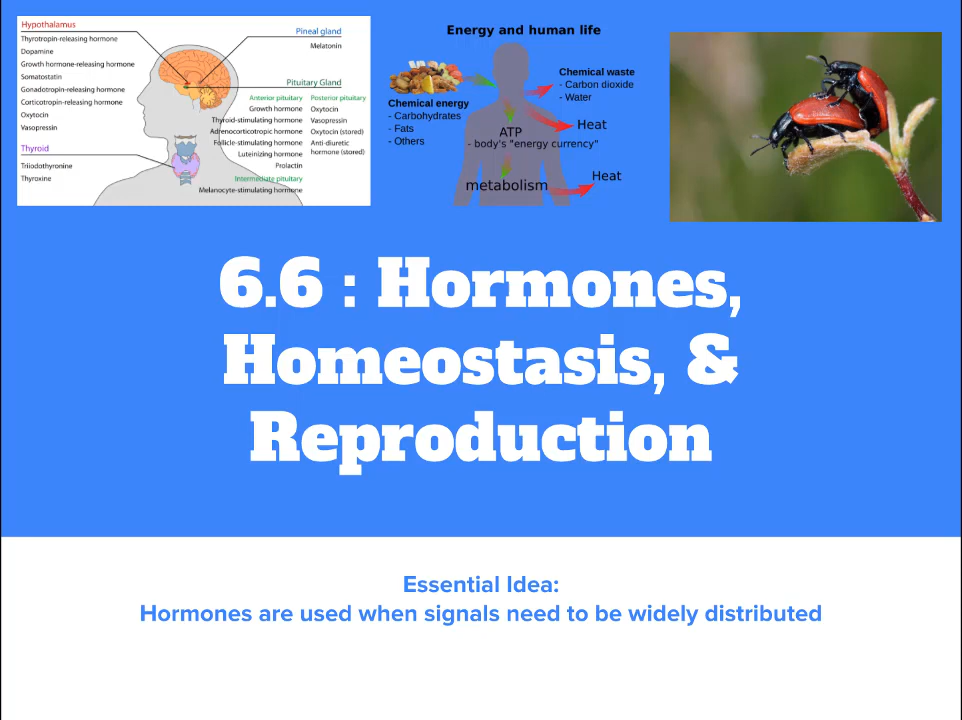 Hypothalamus
Thyrotropin-releasing hormone
Dopamine
Growth hormone-releasing hormone
Somatostatin
Gonadotropin-releasing hormone
Corticotropin-releasing hormone
Oxytocin
Vasopressin
Thyroid
Triiodothyronine
Thyroxine
Pineal gland
Melatonin
Pituitary Gland
Anterior pituitary
Growth hormone
Thyroid-stimulating hormone
Adrenocorticotropic hormone
Follicle-stimulating hormone
Luteinizing hormone
Prolactin
Intermediate pituitary
Melanocyte-stimulating hormone
Posterior pituitary
Oxytocin
Vasopressin
Oxytocin (stored)
Anti-diuretic
hormone (stored)
Energy and human life
Chemical energy
- Carbohydrates
- Fats
- Others
Chemical waste
- Carbon dioxide
- Water
Heat
ATP
- body's "energy currency"
Heat
metabolism
6.6 : Hormones,
Homeostasis, &
Reproduction
Essential Idea:
Hormones are used when signals need to be widely distributed